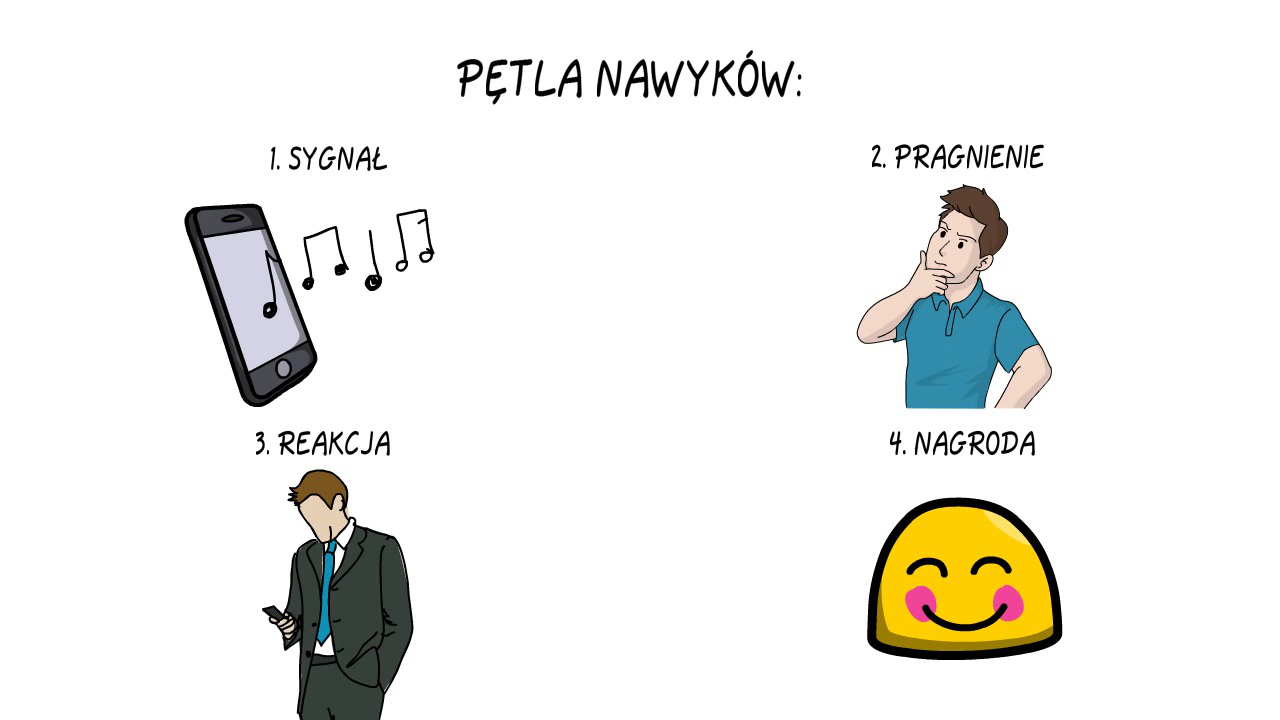 PĘTLA NAWYKÓW:
1. SYGNAŁ
2. PRAGNIENIE
3. REAKCJA
4. NAGRODA